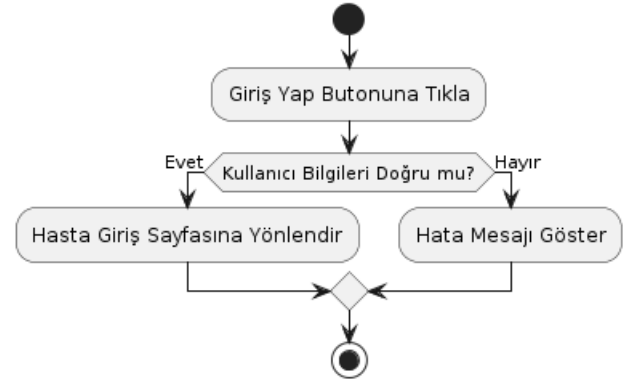 Giriş Yap Butonuna Tıkla
Evet
Kullanıcı Bilgileri Doğru mu?
Hayır
Hasta Giriş Sayfasına Yönlendir
Hata Mesajı Göster